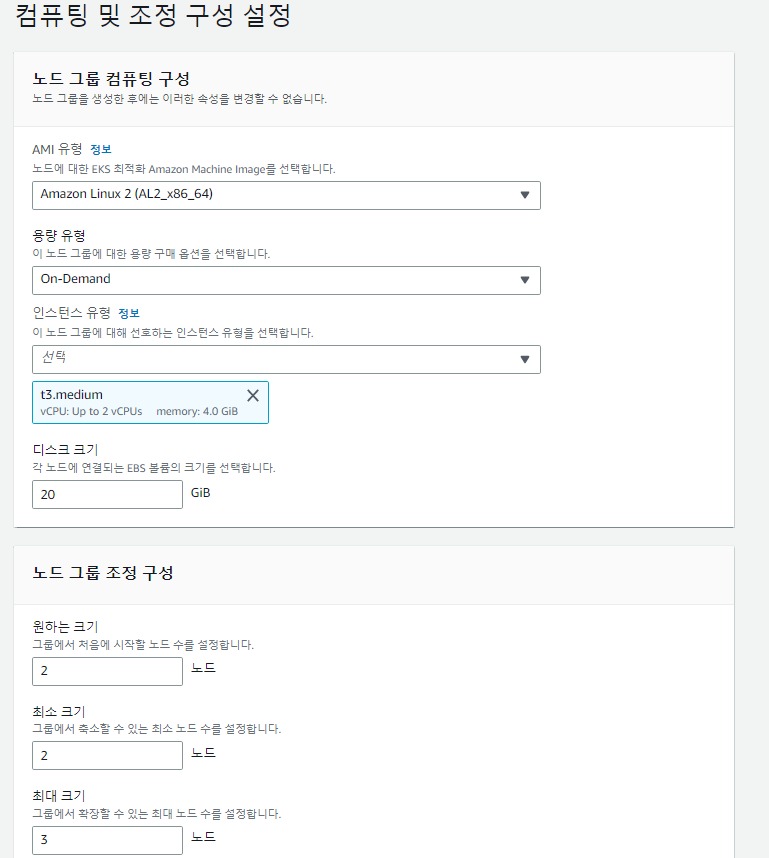 컴퓨팅 및 조정 구성 설정
노드 그룹 컴퓨팅 구성
노드 그룹을 생성한 후에는 이러한 속성을 변경할 수 없습니다.
AMI 유형 정보
노드에 대한 EKS 최적화 Amazon Machine Image를 선택합니다.
Amazon Linux 2 (AL2_x86_64)
용량 유형
이 노드 그룹에 대한 용량 구매 옵션을 선택합니다.
On-Demand
인스턴스 유형 정보
이 노드 그룹에 대해 선호하는 인스턴스 유형을 선택합니다.
선택
t3.medium
vCPU: Up to 2 vCPUs memory: 4.0 GiB
디스크 크기
각 노드에 연결되는 EBS 볼륨의 크기를 선택합니다.
20 GiB
노드 그룹 조정 구성
원하는 크기
그룹에서 처음에 시작할 노드 수를 설정합니다.
2 노드
최소 크기
그룹에서 축소할 수 있는 최소 노드 수를 설정합니다.
2 노드
최대 크기
그룹에서 확장할 수 있는 최대 노드 수를 설정합니다.
3 노드